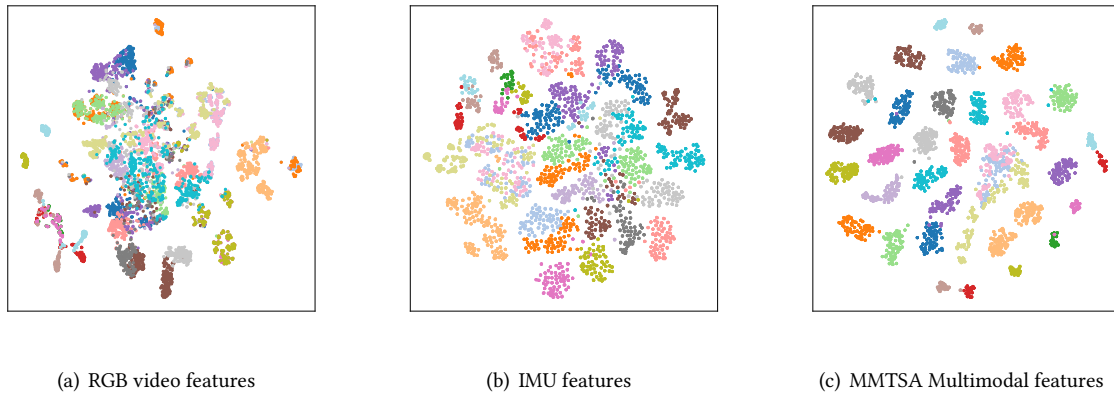 (a) RGB video features
(b) IMU features
(c) MMTSA Multimodal features